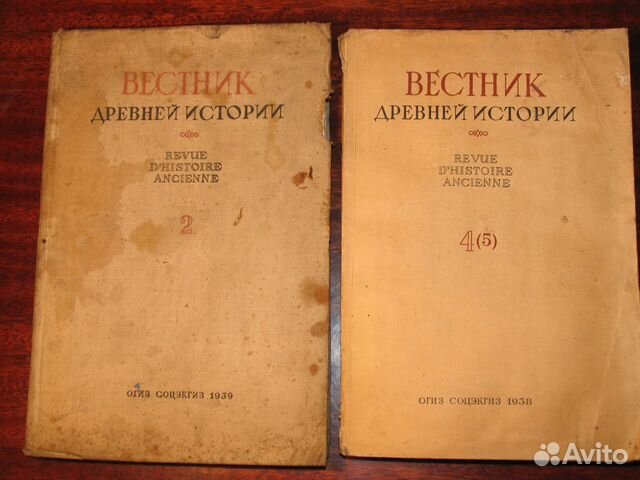 ВЕСТНИК
ДРЕВНЕЙ ИСТОРИИ
REVUE
D'HISTOIRE
ANCIENNE
2
ОГИЗ СОЦЭКГИЗ 1939
ВЕСТНИК
ДРЕВНЕЙ ИСТОРИИ
REVUE
D'HISTOIRE
ANCIENNE
4(5)
ОГИЗ СОЦЭКГИЗ 1938
Avito